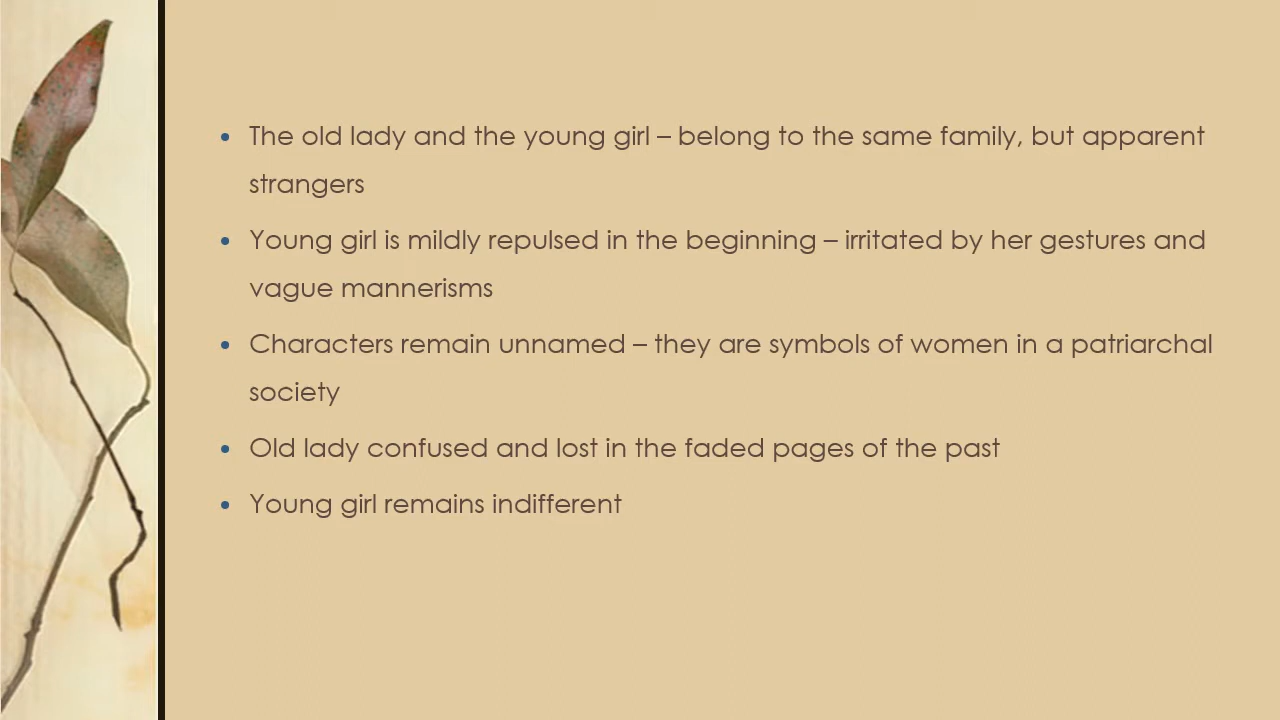 • The old lady and the young girl – belong to the same family, but apparent
strangers
• Young girl is mildly repulsed in the beginning – irritated by her gestures and
vague mannerisms
• Characters remain unnamed – they are symbols of women in a patriarchal
society
• Old lady confused and lost in the faded pages of the past
• Young girl remains indifferent